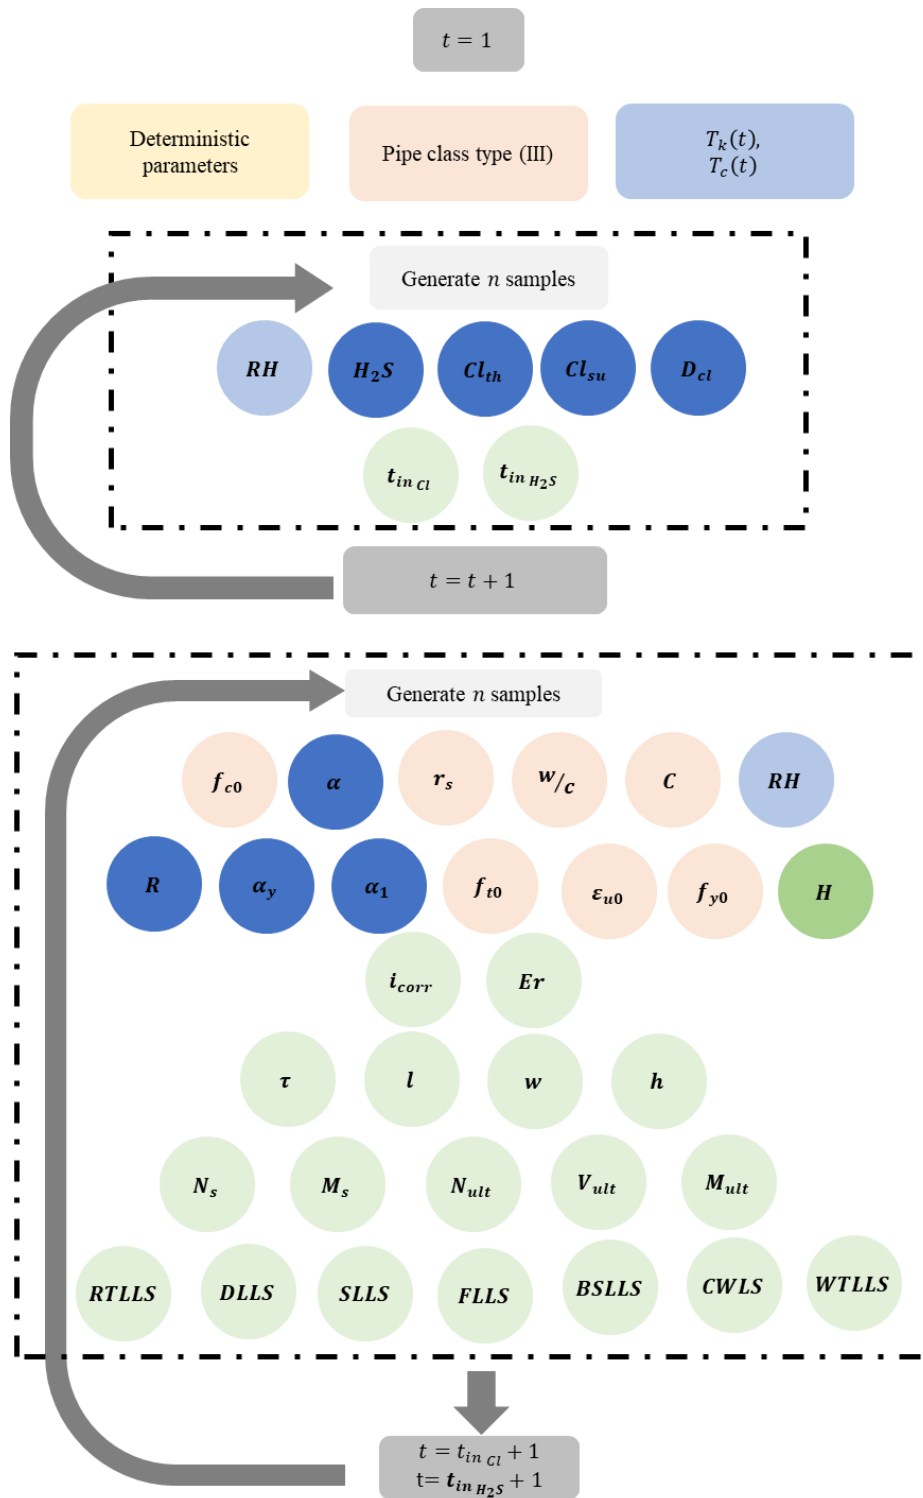 t = 1
Deterministic
parameters
Pipe class type (III)
T_k(t),
T_c(t)
Generate n samples
RH
H_2S
Cl_th
Cl_su
D_cl
t_in Cl
t_in H_2S
t = t + 1
Generate n samples
f_c0
α
r_s
w/c
C
RH
R
α_y
α_1
f_t0
ε_u0
f_y0
H
i_corr
Er
τ
l
w
h
N_s
M_s
N_ult
V_ult
M_ult
RTLLS
DLLS
SLLS
FLLS
BSLLS
CWLS
WTLLS
t = t_in Cl + 1
t= t_in H_2S + 1